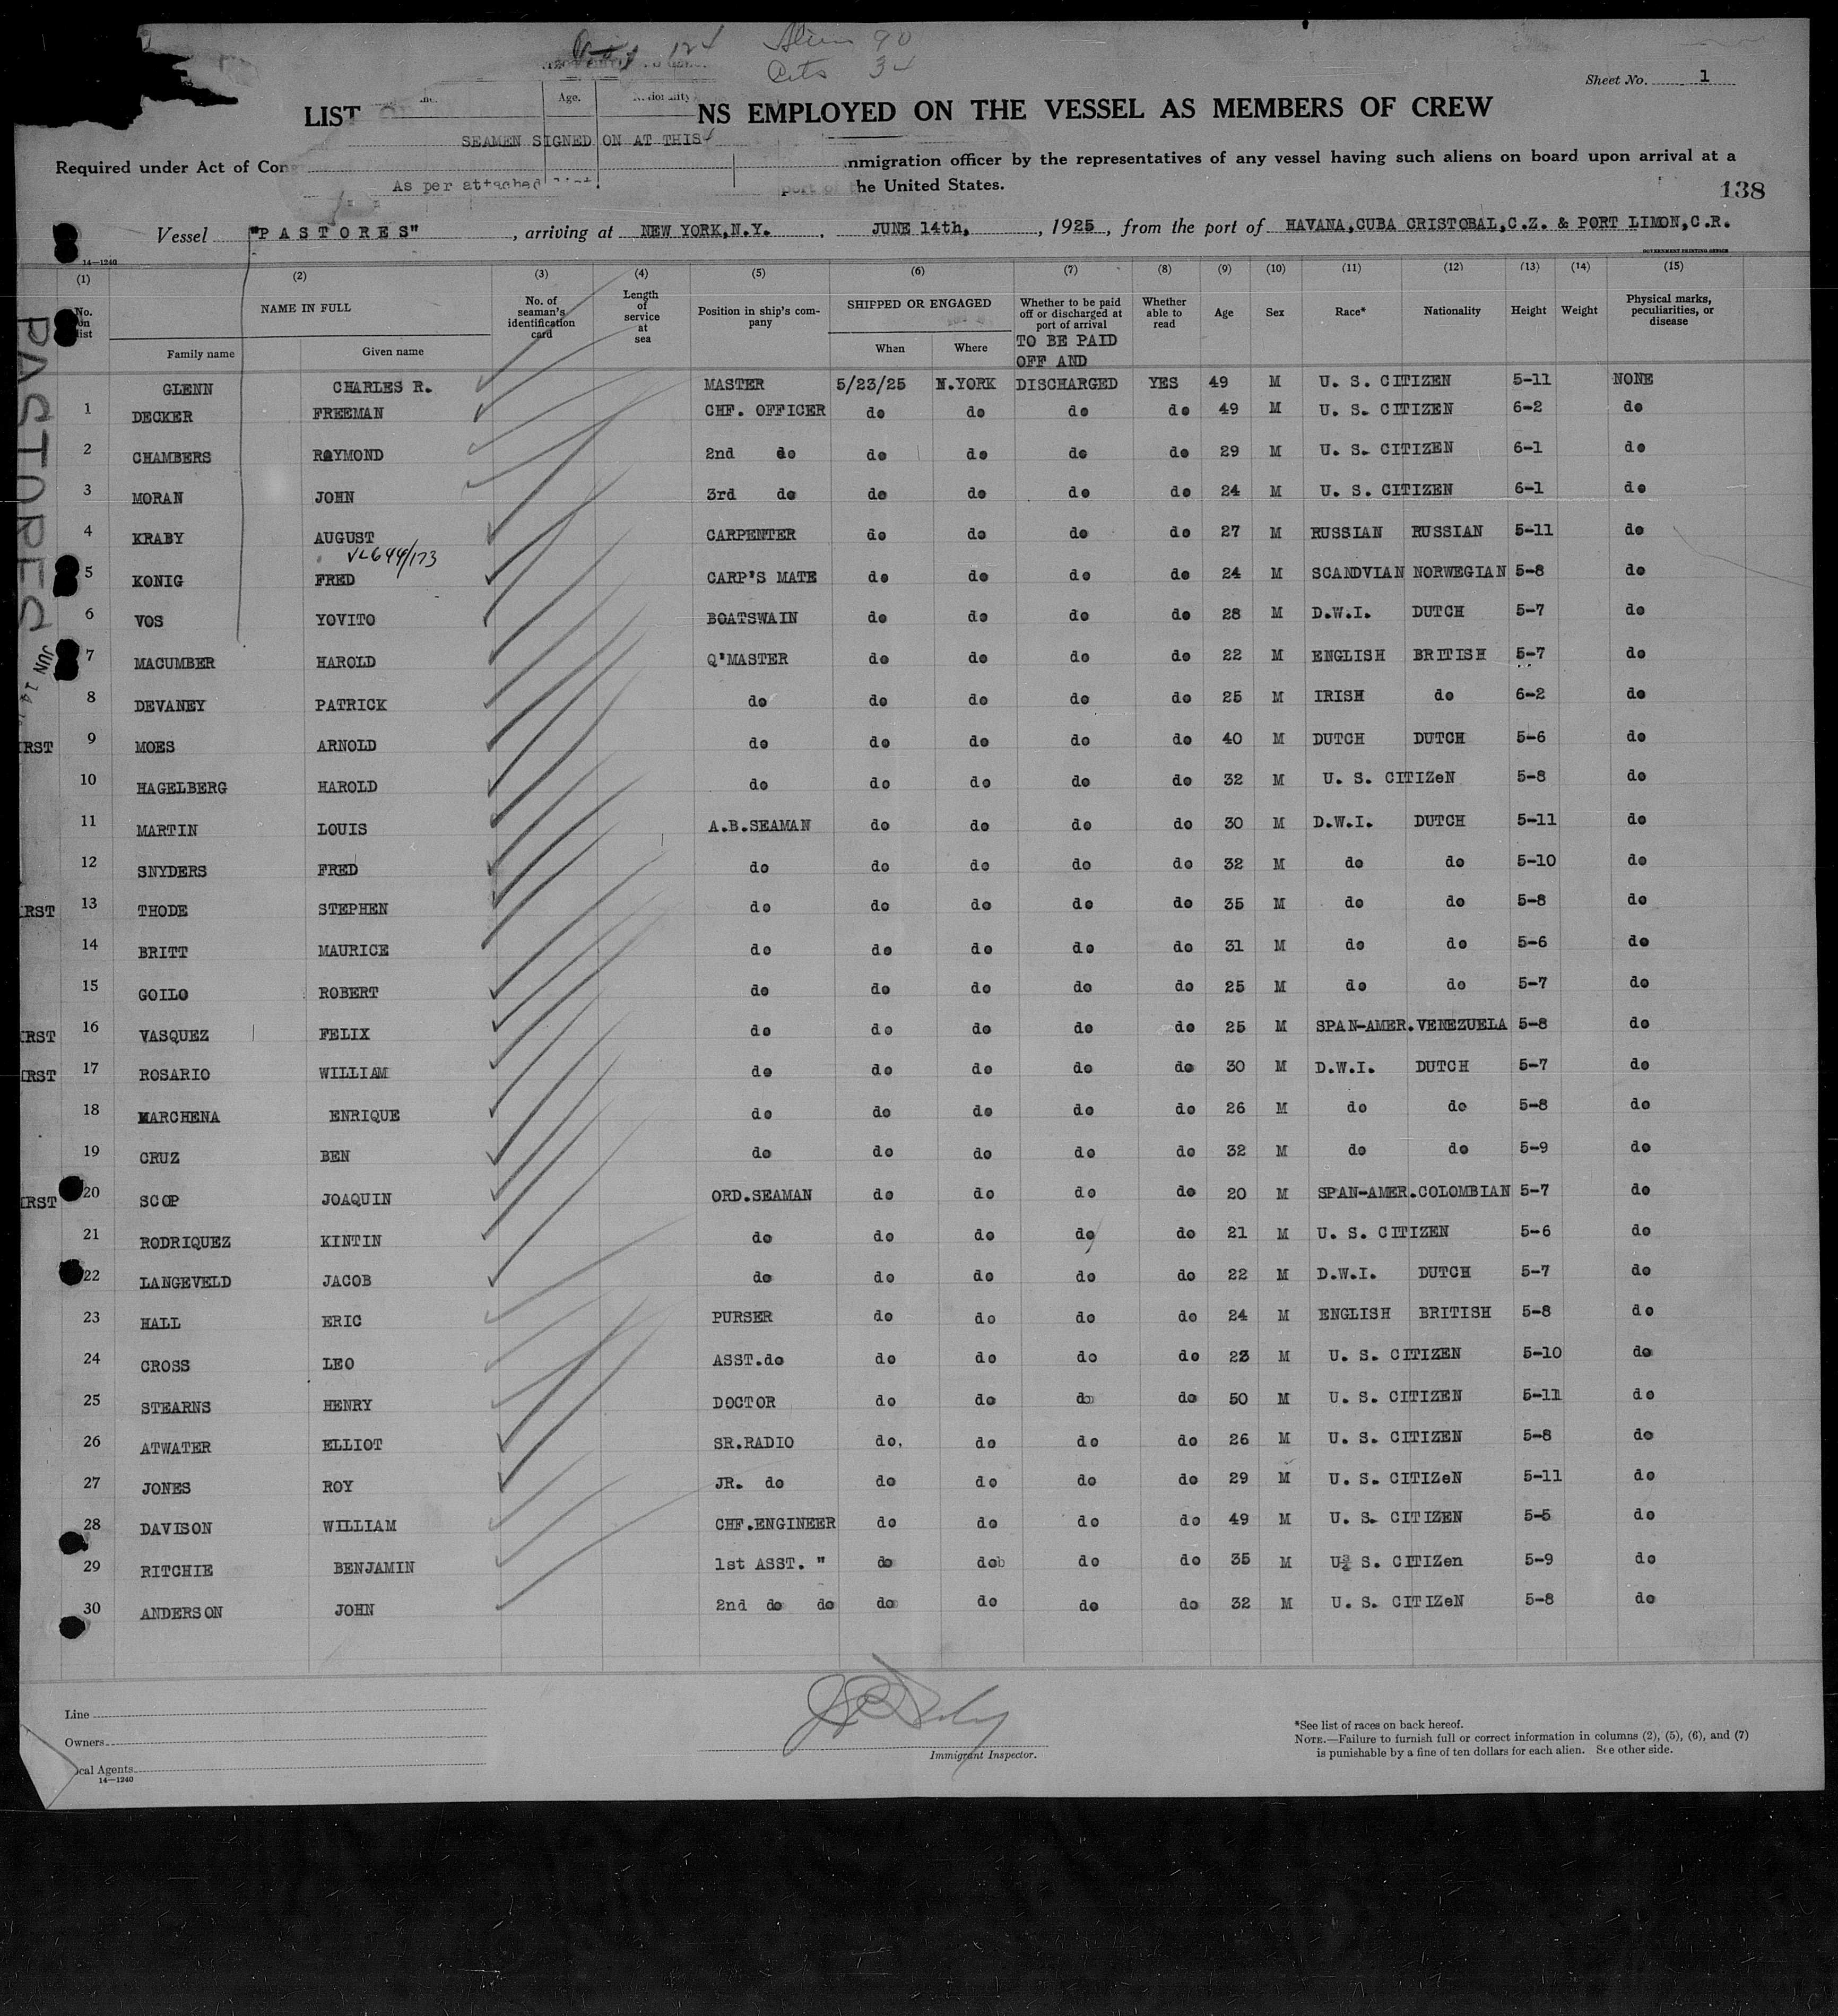 124 Alien 90
Cits 34
Sheet No. 1
Age.
LIST NS EMPLOYED ON THE VESSEL AS MEMBERS OF CREW
SEAMEN SIGNED ON AT THIS
Required under Act of Con mmigration officer by the representatives of any vessel having such aliens on board upon arrival at a
As per attached list. port of he United States.
138
Vessel "PASTORES", arriving at NEW YORK,N.Y. JUNE 14th, , 1925, from the port of HAVANA,CUBA CRISTOBAL,C.Z. & PORT LIMON,C.R.
14—1240 GOVERNMENT PRINTING OFFICE
(1) (2) (3) (4) (5) (6) (7) (8) (9) (10) (11) (12) (13) (14) (15)
No. on list NAME IN FULL No. of seaman's identification card Length of service at sea Position in ship's company SHIPPED OR ENGAGED Whether to be paid off or discharged at port of arrival Whether able to read Age Sex Race* Nationality Height Weight Physical marks, peculiarities, or disease
Family name Given name When Where TO BE PAID OFF AND
GLENN CHARLES R. MASTER 5/23/25 N.YORK DISCHARGED YES 49 M U. S. CITIZEN 5-11 NONE
1 DECKER FREEMAN CHF. OFFICER do do do do 49 M U. S. CITIZEN 6-2 do
2 CHAMBERS RAYMOND 2nd do do do do do 29 M U. S. CITIZEN 6-1 do
3 MORAN JOHN 3rd do do do do do 24 M U. S. CITIZEN 6-1 do
4 KRABY AUGUST CARPENTER do do do do 27 M RUSSIAN RUSSIAN 5-11 do
VL644/173
5 KONIG FRED CARP'S MATE do do do do 24 M SCANDVIAN NORWEGIAN 5-8 do
6 VOS YOVITO BOATSWAIN do do do do 28 M D.W.I. DUTCH 5-7 do
7 MACUMBER HAROLD Q'MASTER do do do do 22 M ENGLISH BRITISH 5-7 do
8 DEVANEY PATRICK do do do do do 25 M IRISH do 6-2 do
RST 9 MOES ARNOLD do do do do do 40 M DUTCH DUTCH 5-6 do
10 HAGELBERG HAROLD do do do do do 32 M U. S. CITIZeN 5-8 do
11 MARTIN LOUIS A.B.SEAMAN do do do do 30 M D.W.I. DUTCH 5-11 do
12 SNYDERS FRED do do do do do 32 M do do 5-10 do
RST 13 THODE STEPHEN do do do do do 35 M do do 5-8 do
14 BRITT MAURICE do do do do do 31 M do do 5-6 do
15 GOILO ROBERT do do do do do 25 M do do 5-7 do
RST 16 VASQUEZ FELIX do do do do do 25 M SPAN-AMER.VENEZUELA 5-8 do
RST 17 ROSARIO WILLIAM do do do do do 30 M D.W.I. DUTCH 5-7 do
18 MARCHENA ENRIQUE do do do do do 26 M do do 5-8 do
19 CRUZ BEN do do do do do 32 M do do 5-9 do
RST 20 SCOP JOAQUIN ORD.SEAMAN do do do do 20 M SPAN-AMER.COLOMBIAN 5-7 do
21 RODRIQUEZ KINTIN do do do do do 21 M U. S. CITIZEN 5-6 do
22 LANGEVELD JACOB do do do do do 22 M D.W.I. DUTCH 5-7 do
23 HALL ERIC PURSER do do do do 24 M ENGLISH BRITISH 5-8 do
24 CROSS LEO ASST.do do do do do 23 M U. S. CITIZEN 5-10 do
25 STEARNS HENRY DOCTOR do do do do 50 M U. S. CITIZEN 5-11 do
26 ATWATER ELLIOT SR.RADIO do, do do do 26 M U. S. CITIZEN 5-8 do
27 JONES ROY JR. do do do do do 29 M U. S. CITIZeN 5-11 do
28 DAVISON WILLIAM CHF.ENGINEER do do do do 49 M U. S. CITIZEN 5-5 do
29 RITCHIE BENJAMIN 1st ASST. " do dob do do 35 M U. S. CITIZen 5-9 do
30 ANDERSON JOHN 2nd do do do do do do 32 M U. S. CITIZeN 5-8 do
PASTORES
JUN 14
Line
Owners
cal Agents
14—1240
Immigrant Inspector.
*See list of races on back hereof.
NOTE.—Failure to furnish full or correct information in columns (2), (5), (6), and (7)
is punishable by a fine of ten dollars for each alien. See other side.